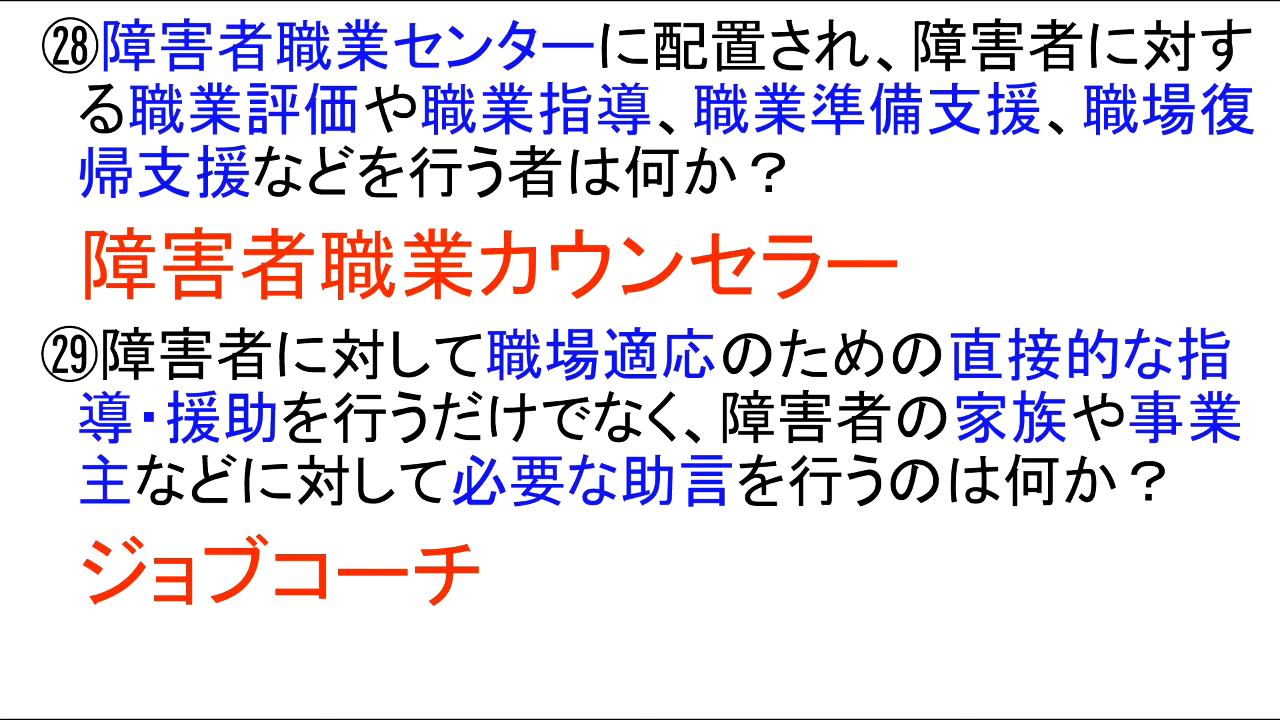 ㉘障害者職業センターに配置され、障害者に対す
る職業評価や職業指導、職業準備支援、職場復
帰支援などを行う者は何か？
障害者職業カウンセラー
㉙障害者に対して職場適応のための直接的な指
導・援助を行うだけでなく、障害者の家族や事業
主などに対して必要な助言を行うのは何か？
ジョブコーチ